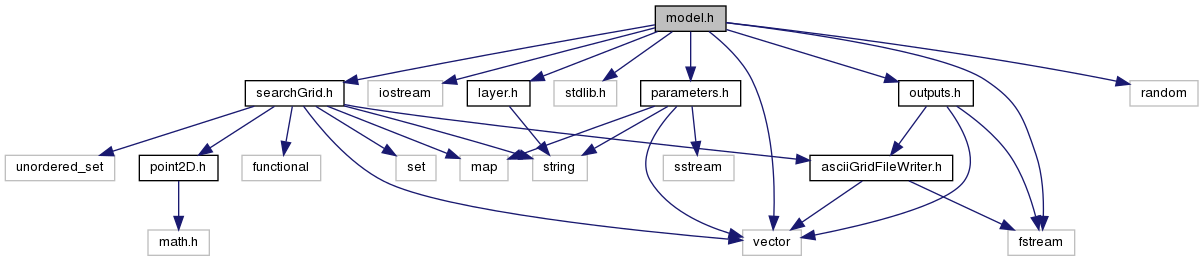 model.h
searchGrid.h
iostream
layer.h
stdlib.h
parameters.h
outputs.h
random
unordered_set
point2D.h
functional
set
map
string
sstream
asciiGridFileWriter.h
math.h
vector
fstream